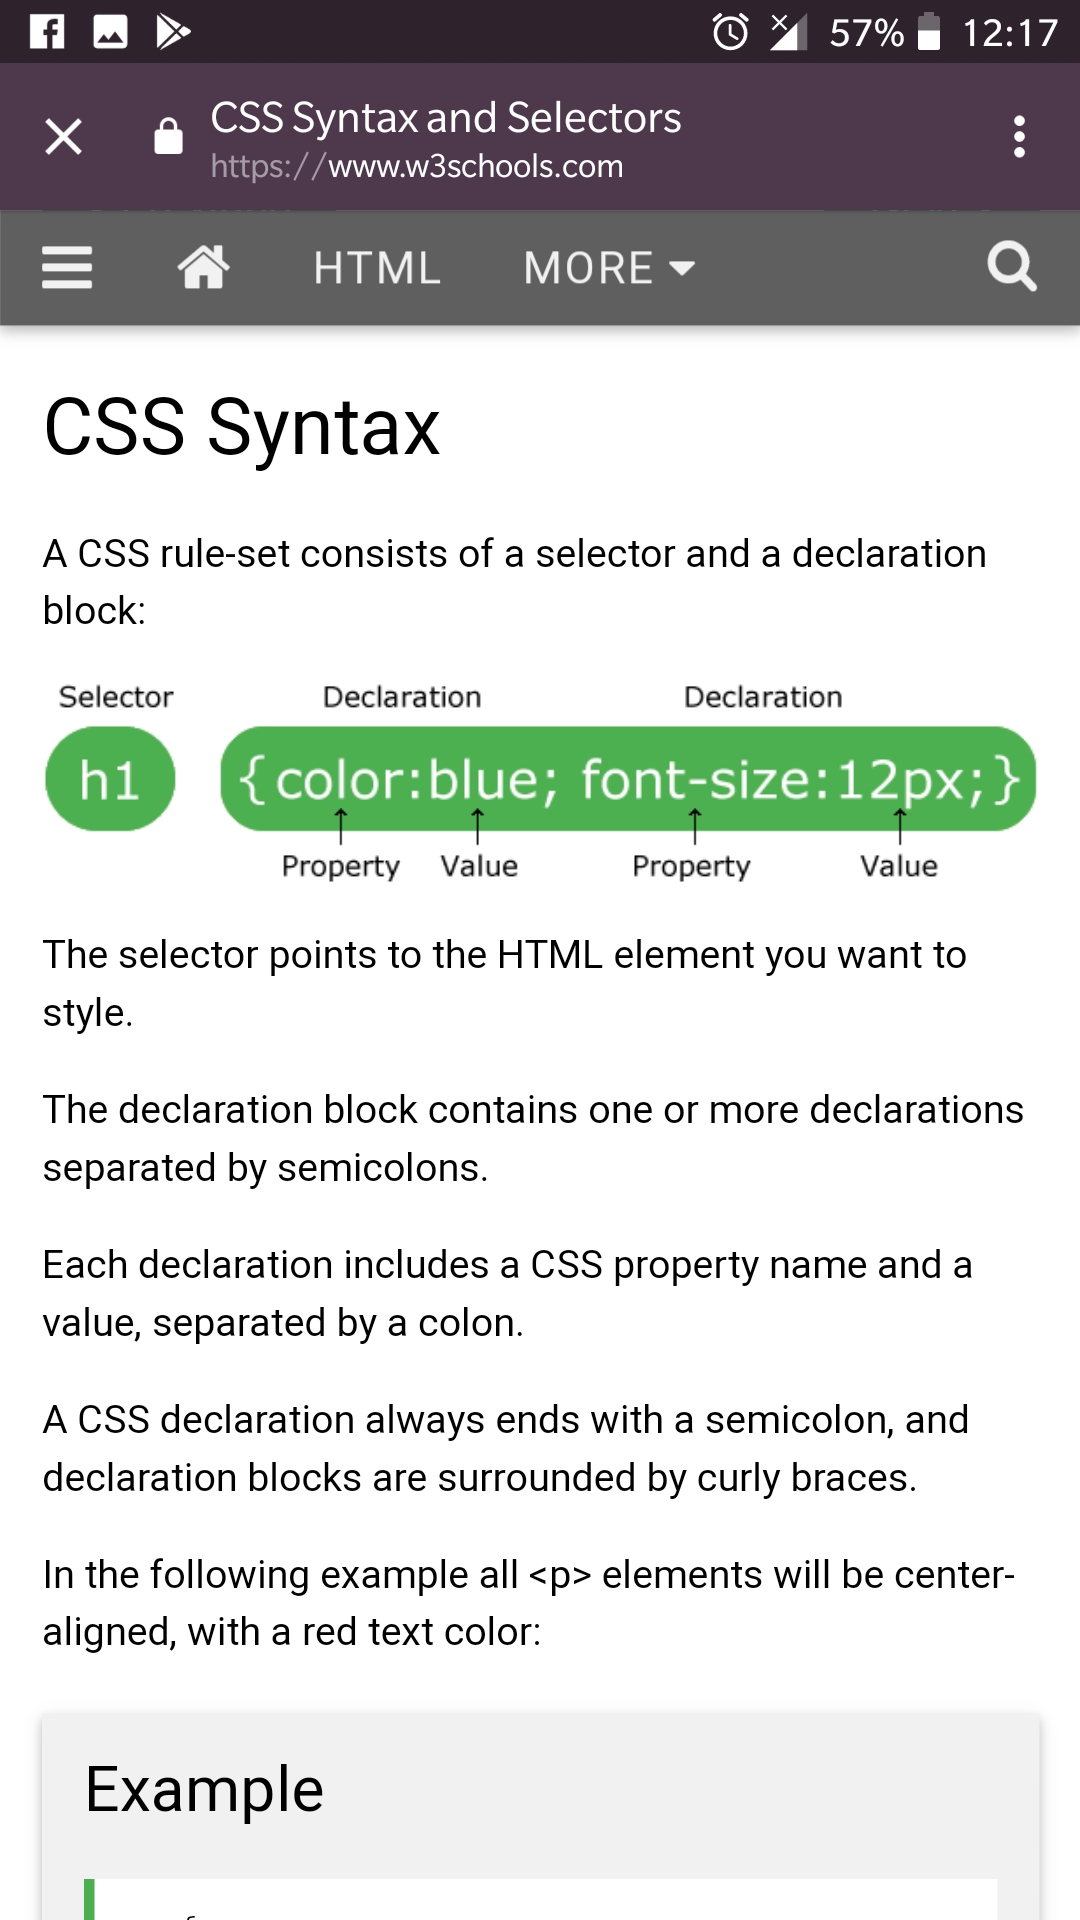 57% 12:17
CSS Syntax and Selectors
https://www.w3schools.com
HTML MORE
CSS Syntax
A CSS rule-set consists of a selector and a declaration
block:
Selector Declaration Declaration
h1 {color:blue; font-size:12px;}
Property Value Property Value
The selector points to the HTML element you want to
style.
The declaration block contains one or more declarations
separated by semicolons.
Each declaration includes a CSS property name and a
value, separated by a colon.
A CSS declaration always ends with a semicolon, and
declaration blocks are surrounded by curly braces.
In the following example all <p> elements will be center-
aligned, with a red text color:
Example